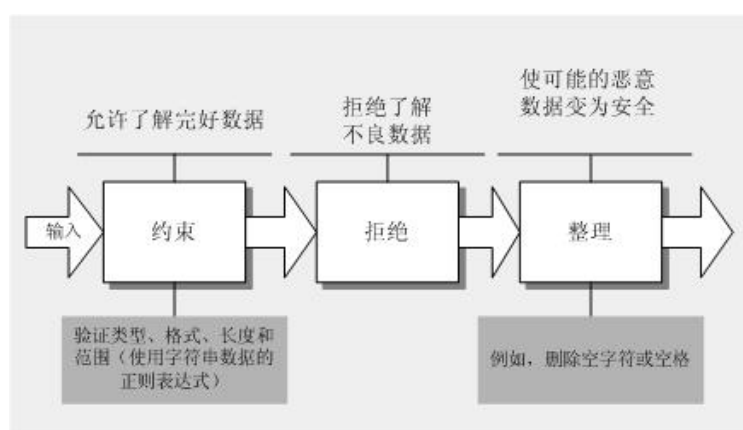 允许了解完好数据
拒绝了解
不良数据
使可能的恶意
数据变为安全
输入
约束
拒绝
整理
验证类型、格式、长度和
范围（使用字符串数据的
正则表达式）
例如，删除空字符或空格